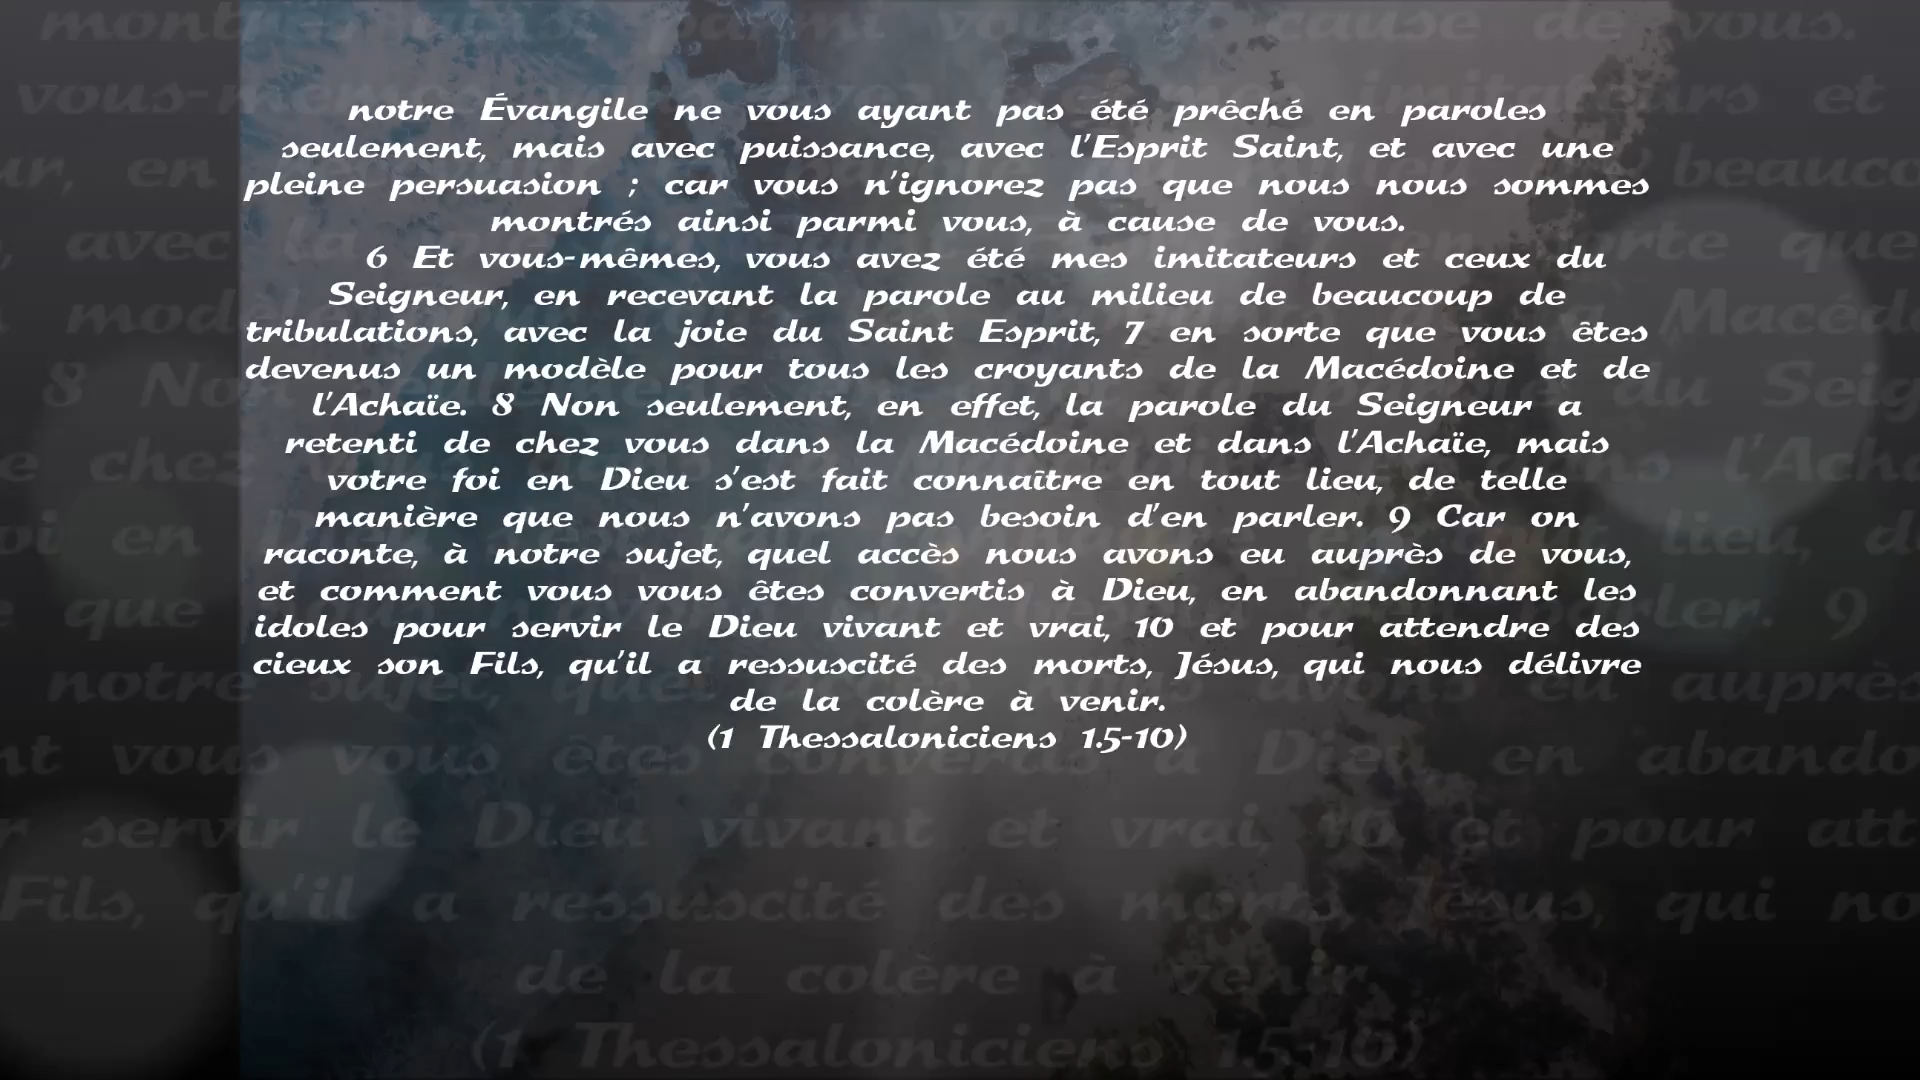 notre Évangile ne vous ayant pas été prêché en paroles
seulement, mais avec puissance, avec l'Esprit Saint, et avec une
pleine persuasion ; car vous n'ignorez pas que nous nous sommes
montrés ainsi parmi vous, à cause de vous.
6 Et vous-mêmes, vous avez été mes imitateurs et ceux du
Seigneur, en recevant la parole au milieu de beaucoup de
tribulations, avec la joie du Saint Esprit, 7 en sorte que vous êtes
devenus un modèle pour tous les croyants de la Macédoine et de
l'Achaïe. 8 Non seulement, en effet, la parole du Seigneur a
retenti de chez vous dans la Macédoine et dans l'Achaïe, mais
votre foi en Dieu s'est fait connaître en tout lieu, de telle
manière que nous n'avons pas besoin d'en parler. 9 Car on
raconte, à notre sujet, quel accès nous avons eu auprès de vous,
et comment vous vous êtes convertis à Dieu, en abandonnant les
idoles pour servir le Dieu vivant et vrai, 10 et pour attendre des
cieux son Fils, qu'il a ressuscité des morts, Jésus, qui nous délivre
de la colère à venir.
(1 Thessaloniciens 1.5-10)